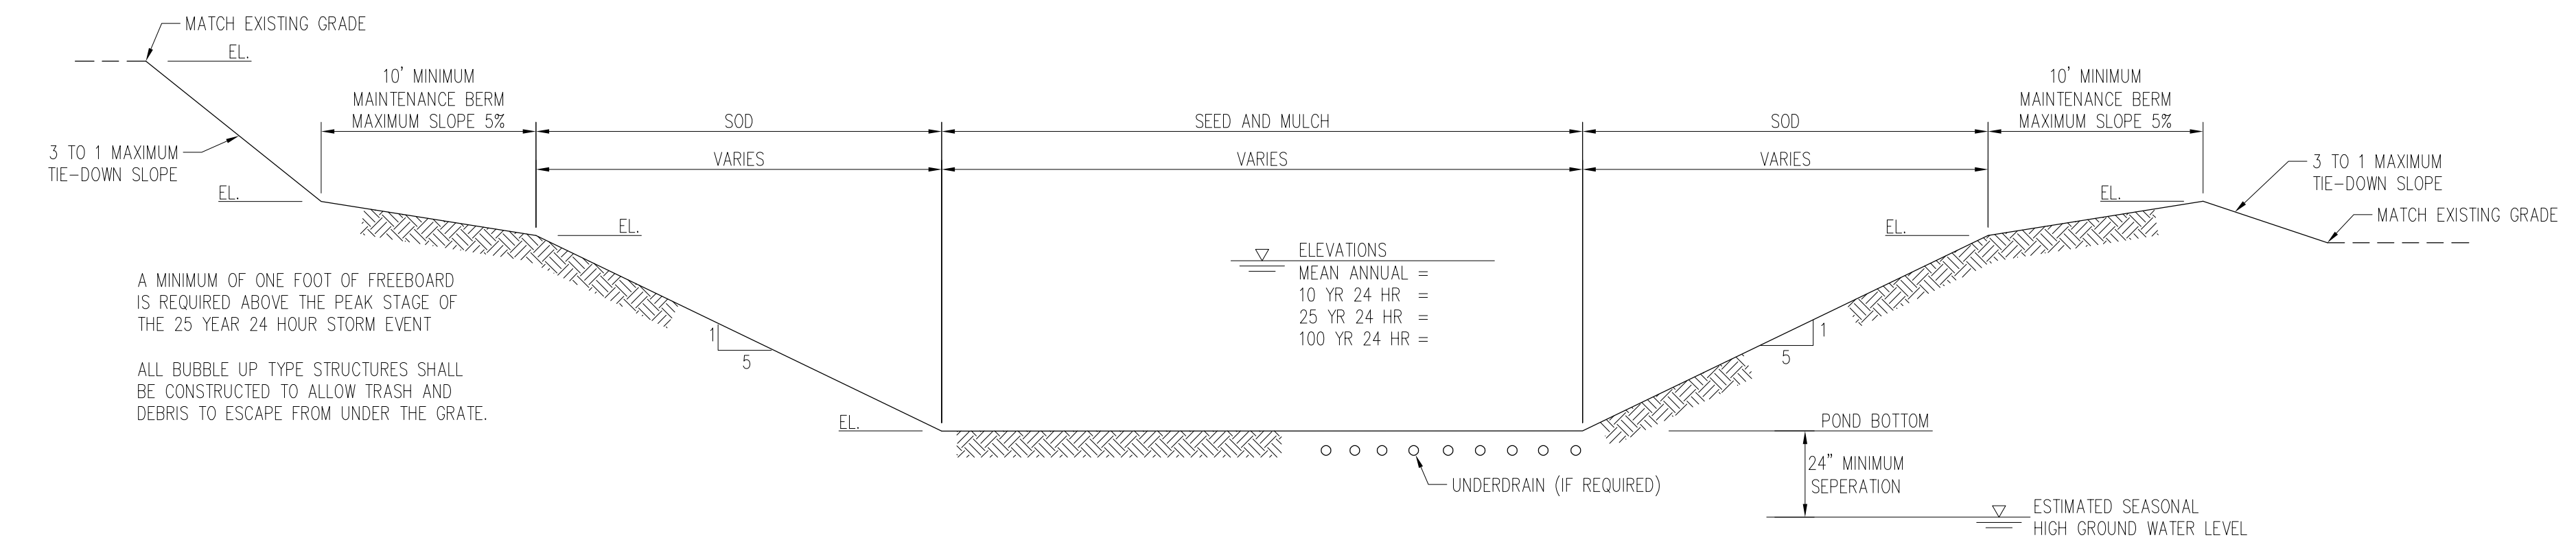 MATCH EXISTING GRADE
EL.
10' MINIMUM
MAINTENANCE BERM
MAXIMUM SLOPE 5%
SOD
SEED AND MULCH
SOD
10' MINIMUM
MAINTENANCE BERM
MAXIMUM SLOPE 5%
3 TO 1 MAXIMUM
TIE-DOWN SLOPE
VARIES
VARIES
VARIES
3 TO 1 MAXIMUM
TIE-DOWN SLOPE
EL.
EL.
MATCH EXISTING GRADE
EL.
EL.
ELEVATIONS
MEAN ANNUAL =
10 YR 24 HR =
25 YR 24 HR =
100 YR 24 HR =
A MINIMUM OF ONE FOOT OF FREEBOARD
IS REQUIRED ABOVE THE PEAK STAGE OF
THE 25 YEAR 24 HOUR STORM EVENT
1
5
1
5
ALL BUBBLE UP TYPE STRUCTURES SHALL
BE CONSTRUCTED TO ALLOW TRASH AND
DEBRIS TO ESCAPE FROM UNDER THE GRATE.
EL.
POND BOTTOM
24" MINIMUM
SEPERATION
UNDERDRAIN (IF REQUIRED)
ESTIMATED SEASONAL
HIGH GROUND WATER LEVEL